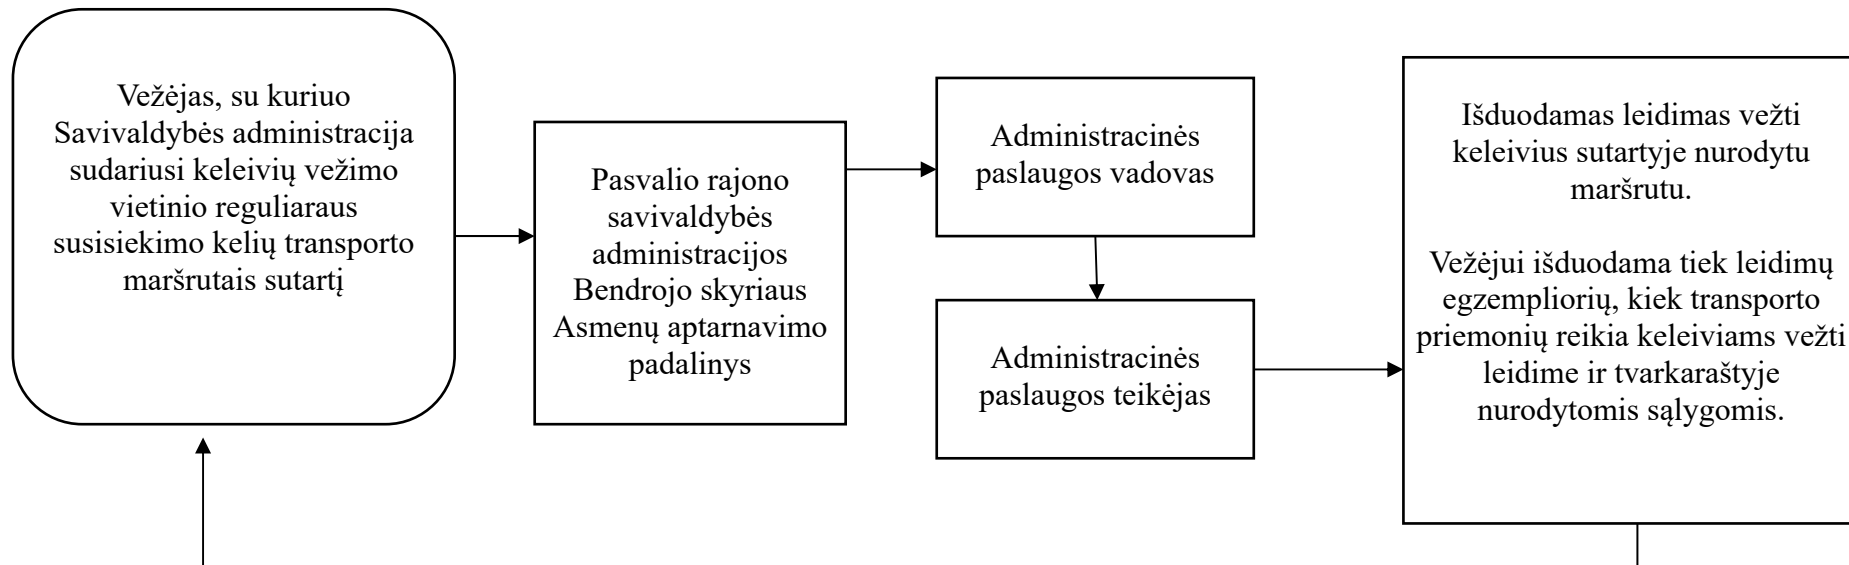 Vežėjas, su kuriuo
Savivaldybės administracija
sudariusi keleivių vežimo
vietinio reguliaraus
susisiekimo kelių transporto
maršrutais sutartį
Pasvalio rajono
savivaldybės
administracijos
Bendrojo skyriaus
Asmenų aptarnavimo
padalinys
Administracinės
paslaugos vadovas
Administracinės
paslaugos teikėjas
Išduodamas leidimas vežti
keleivius sutartyje nurodytu
maršrutu.
Vežėjui išduodama tiek leidimų
egzempliorių, kiek transporto
priemonių reikia keleiviams vežti
leidime ir tvarkaraštyje
nurodytomis sąlygomis.